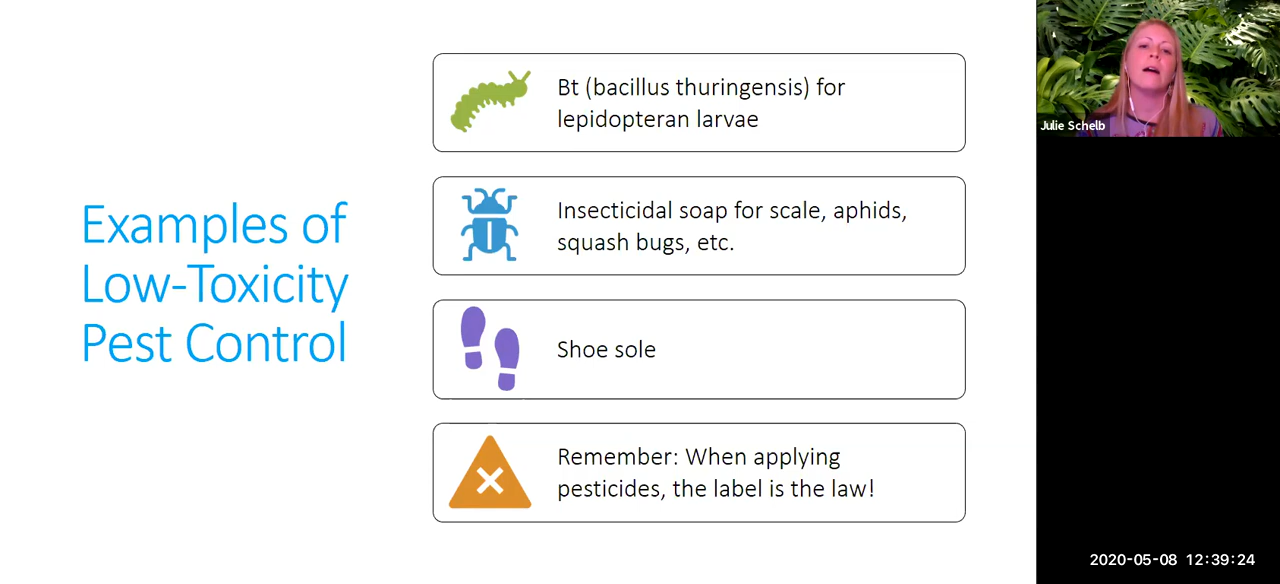 Examples of
Low-Toxicity
Pest Control
Bt (bacillus thuringensis) for
lepidopteran larvae
Insecticidal soap for scale, aphids,
squash bugs, etc.
Shoe sole
Remember: When applying
pesticides, the label is the law!
Julie Schelb
2020-05-08 12:39:24